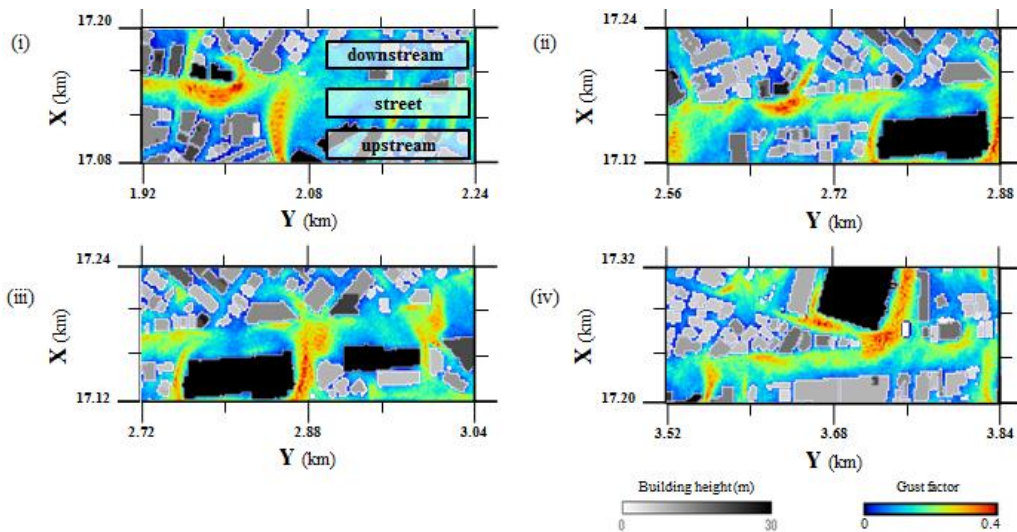 (i)
17.20
X (km)
17.08
downstream
street
upstream
1.92 2.08 2.24
Y (km)
(ii)
17.24
X (km)
17.12
2.56 2.72 2.88
Y (km)
(iii)
17.24
X (km)
17.12
2.72 2.88 3.04
Y (km)
(iv)
17.32
X (km)
17.20
3.52 3.68 3.84
Y (km)
Building height (m)
0 30
Gust factor
0 0.4